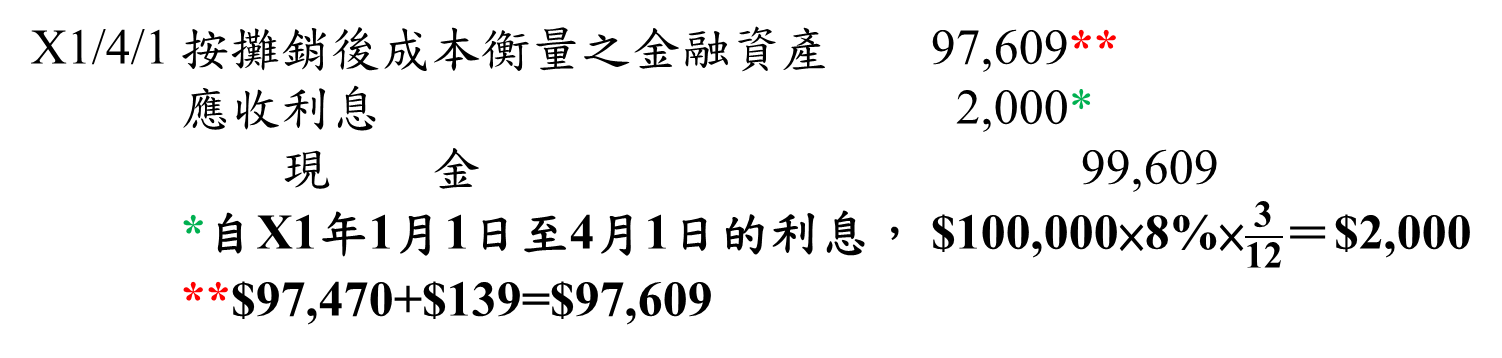 X1/4/1 按攤銷後成本衡量之金融資產 97,609**
應收利息 2,000*
現 金 99,609
*自X1年1月1日至4月1日的利息， $100,000×8%×3/12＝$2,000
**$97,470+$139=$97,609